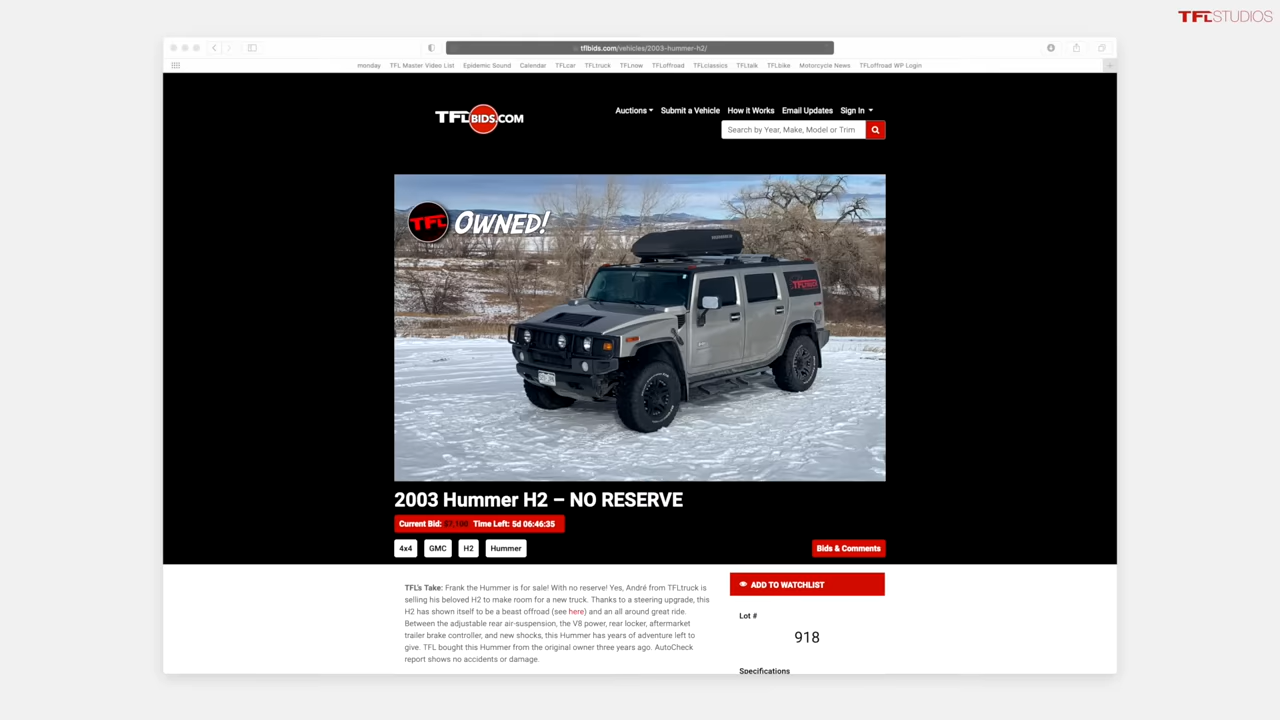 TFLSTUDIOS
tflbids.com/vehicles/2003-hummer-h2/
monday TFL Master Video List Epidemic Sound Calendar TFLcar TFLtruck TFLnow TFLoffroad TFLclassics TFLtalk TFLbike Motorcycle News TFLoffroad WP Login
TFLBIDS.COM
Auctions Submit a Vehicle How it Works Email Updates Sign In
Search by Year, Make, Model or Trim
TFL OWNED!
2003 Hummer H2 – NO RESERVE
Current Bid: $7,100 Time Left: 5d 06:46:35
4x4 GMC H2 Hummer
Bids & Comments
TFL's Take: Frank the Hummer is for sale! With no reserve! Yes, André from TFLtruck is
selling his beloved H2 to make room for a new truck. Thanks to a steering upgrade, this
H2 has shown itself to be a beast offroad (see here) and an all around great ride.
Between the adjustable rear air-suspension, the V8 power, rear locker, aftermarket
trailer brake controller, and new shocks, this Hummer has years of adventure left to
give. TFL bought this Hummer from the original owner three years ago. AutoCheck
report shows no accidents or damage.
ADD TO WATCHLIST
Lot #
918
Specifications